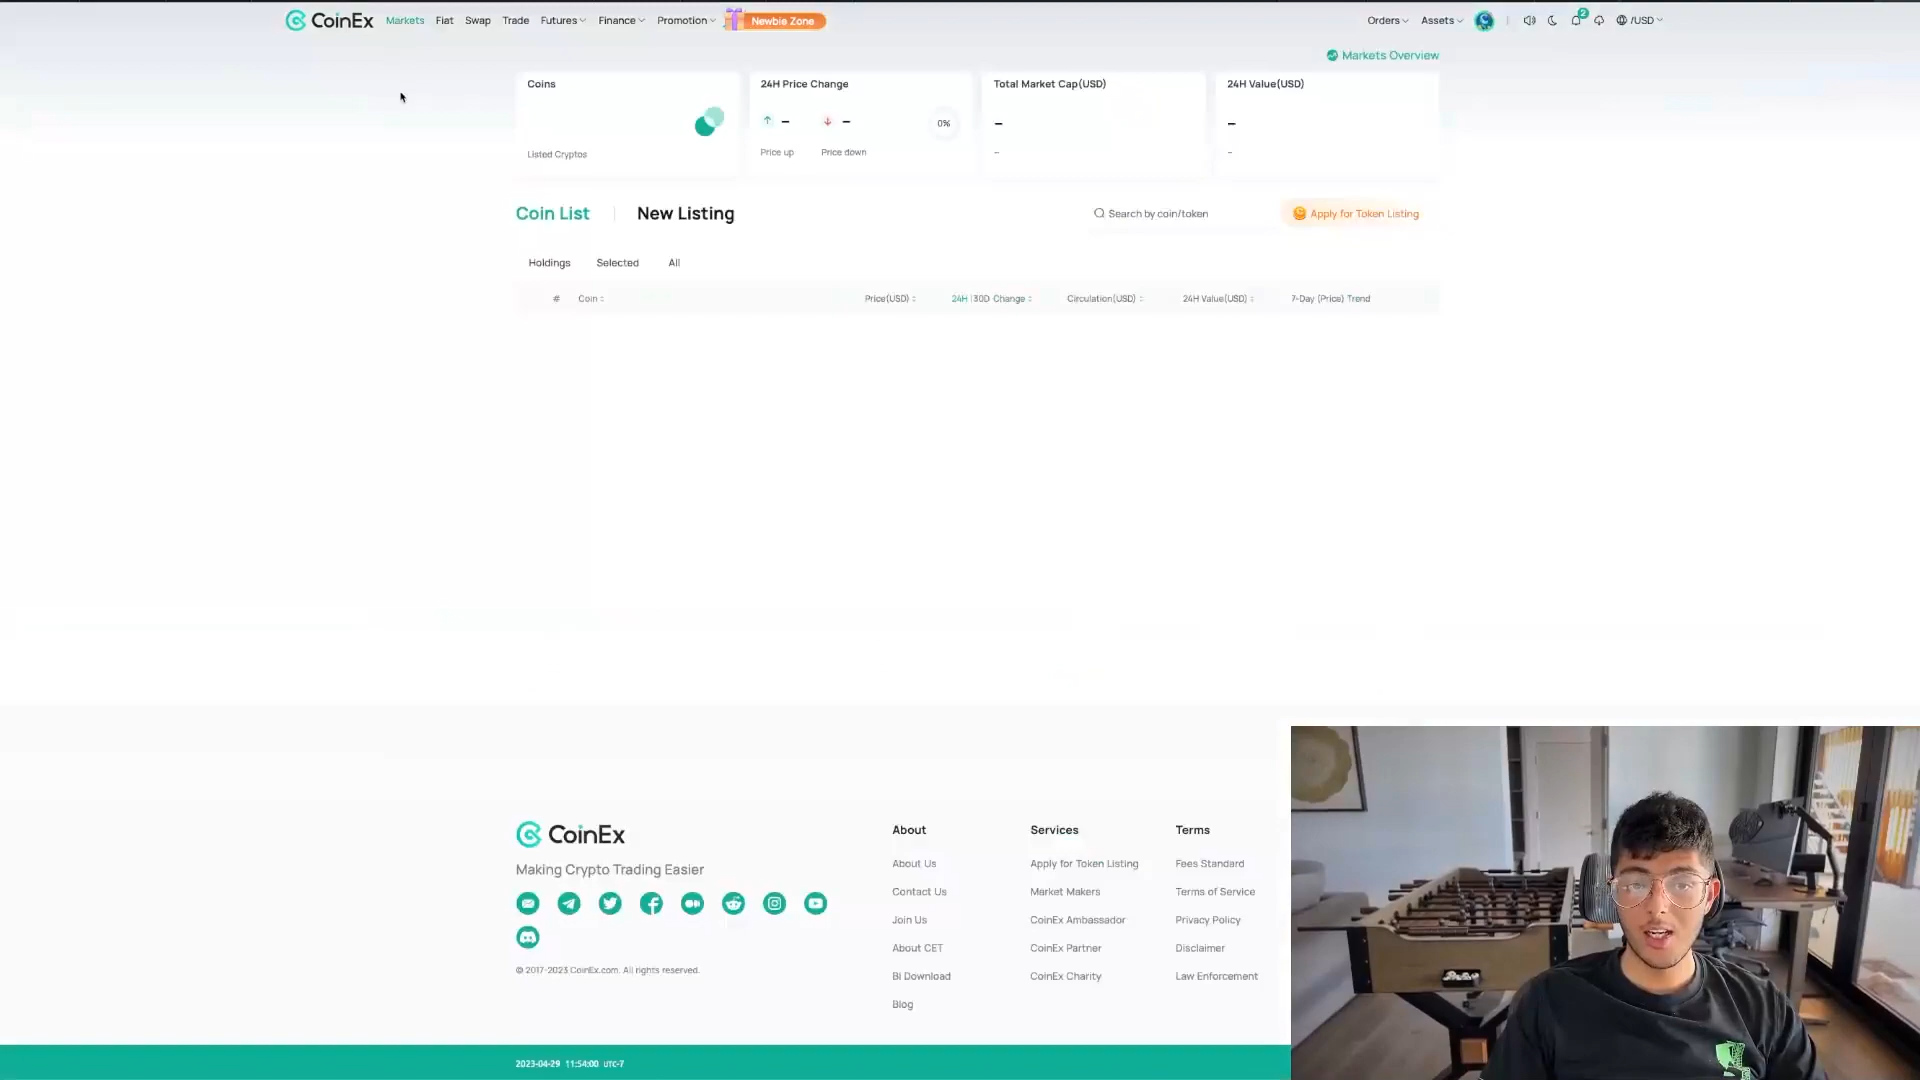 CoinEx Markets Fiat Swap Trade Futures Finance Promotion Newbie Zone Orders Assets 2 /USD
Markets Overview
Coins 24H Price Change Total Market Cap(USD) 24H Value(USD)
– – 0% – –
Listed Cryptos Price up Price down – –
Coin List New Listing Search by coin/token Apply for Token Listing
Holdings Selected All
# Coin Price(USD) 24H 30D Change Circulation(USD) 24H Value(USD) 7-Day (Price) Trend
CoinEx
Making Crypto Trading Easier
© 2017-2023 CoinEx.com. All rights reserved.
About
About Us
Contact Us
Join Us
About CET
Bi Download
Blog
Services
Apply for Token Listing
Market Makers
CoinEx Ambassador
CoinEx Partner
CoinEx Charity
Terms
Fees Standard
Terms of Service
Privacy Policy
Disclaimer
Law Enforcement
2023-04-29 11:54:00 UTC-7